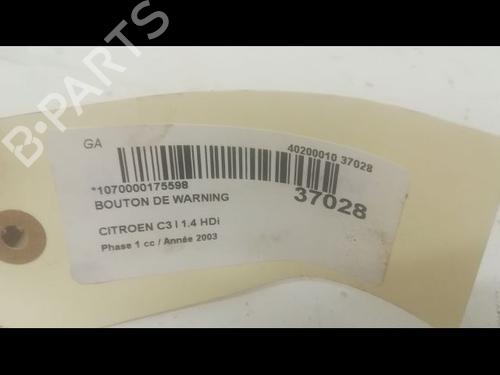 B-PARTS
GA
40200010 37028
*1070000175598
BOUTON DE WARNING
37028
CITROEN C3 I 1.4 HDi
Phase 1 cc / Année 2003